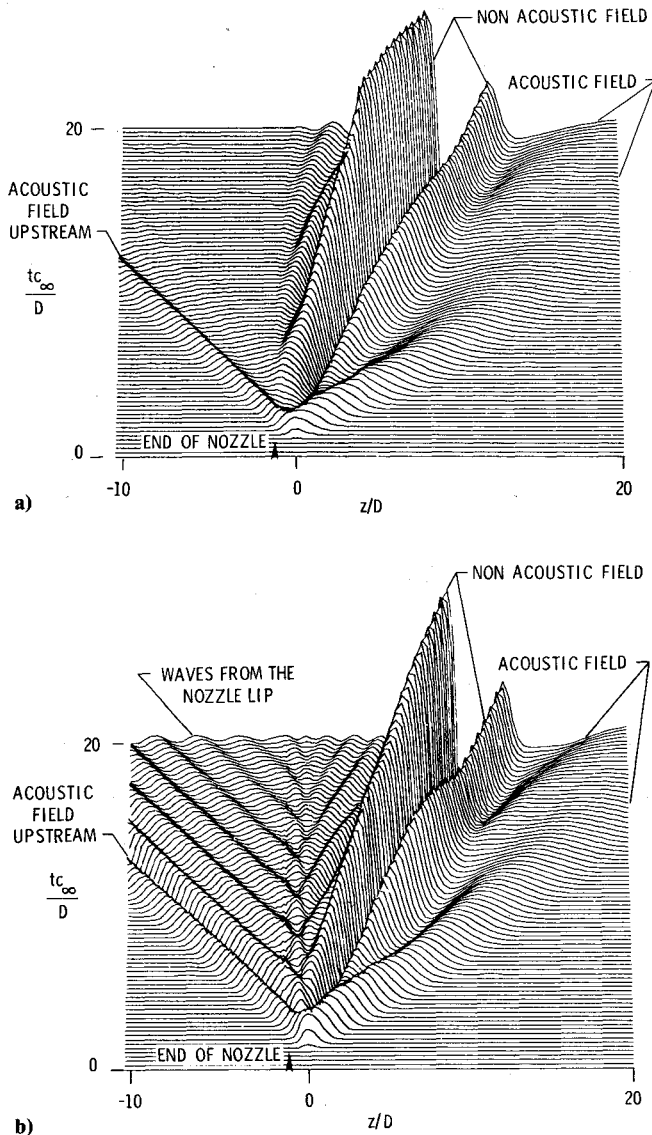 NON ACOUSTIC FIELD
ACOUSTIC FIELD
20
ACOUSTIC
FIELD
UPSTREAM
tc∞
D
END OF NOZZLE
0
-10
0
20
z/D
a)
NON ACOUSTIC FIELD
ACOUSTIC FIELD
WAVES FROM THE
NOZZLE LIP
20
ACOUSTIC
FIELD
UPSTREAM
tc∞
D
END OF NOZZLE
0
-10
0
20
z/D
b)